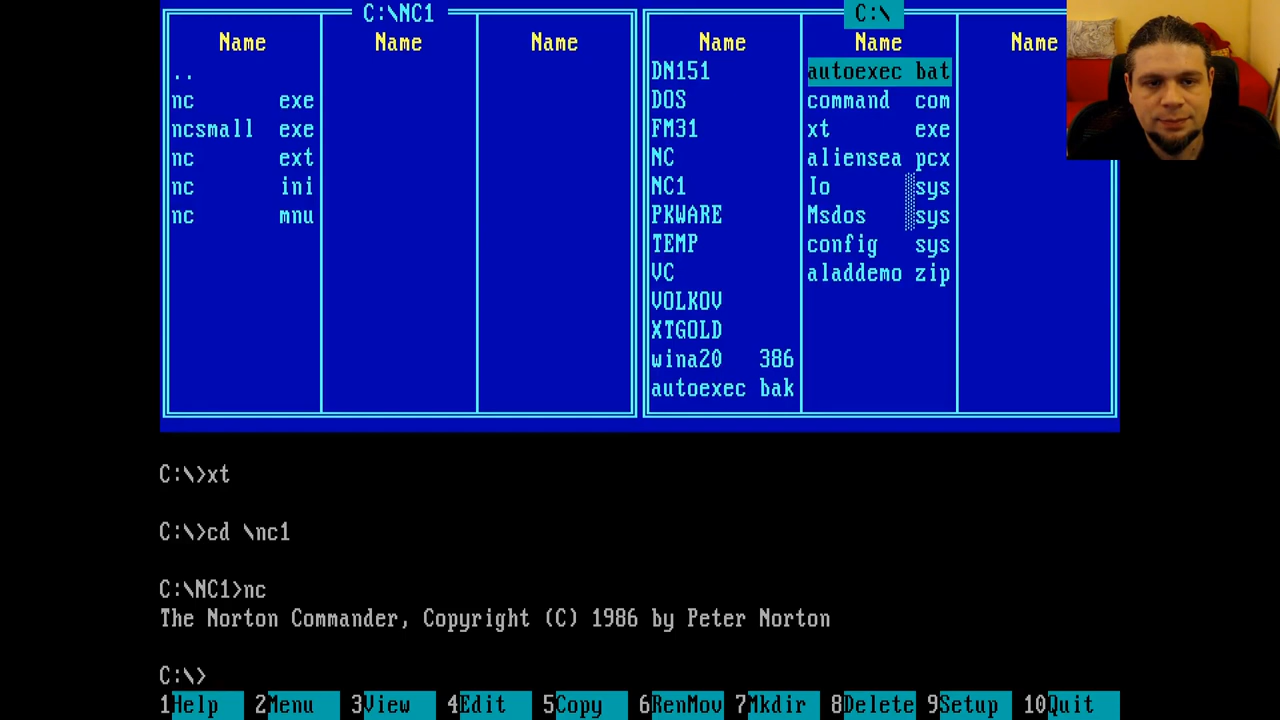 C:\NC1 C:\
Name Name Name Name Name Name
.. DN151 autoexec bat
nc exe DOS command com
ncsmall exe FM31 xt exe
nc ext NC aliensea pcx
nc ini NC1 Io sys
nc mnu PKWARE Msdos sys
TEMP config sys
VC aladdemo zip
VOLKOV
XTGOLD
wina20 386
autoexec bak
C:\>xt
C:\>cd \nc1
C:\NC1>nc
The Norton Commander, Copyright (C) 1986 by Peter Norton
C:\>
1Help 2Menu 3View 4Edit 5Copy 6RenMov 7Mkdir 8Delete 9Setup 10Quit